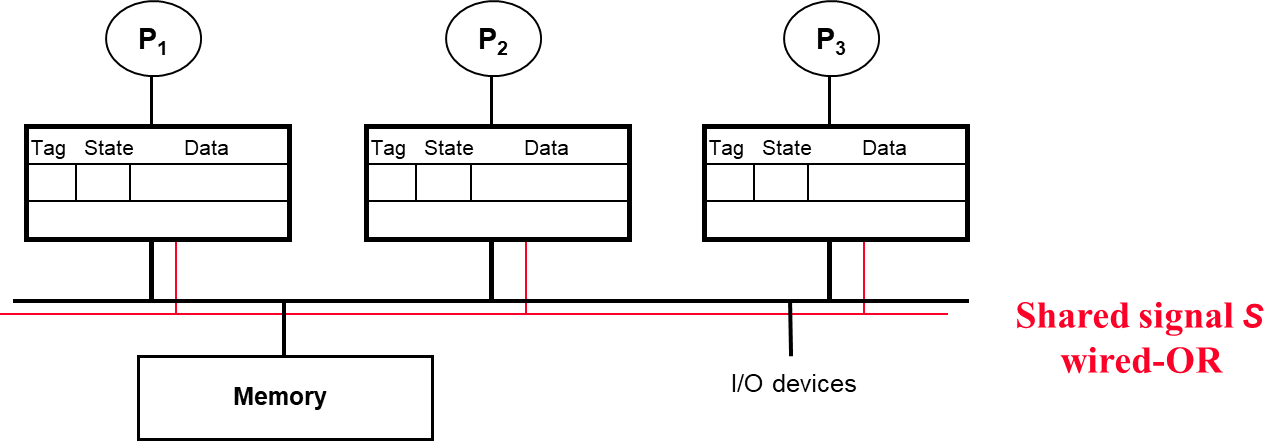 P1 P2 P3
Tag State Data Tag State Data Tag State Data
Shared signal S
wired-OR
I/O devices
Memory